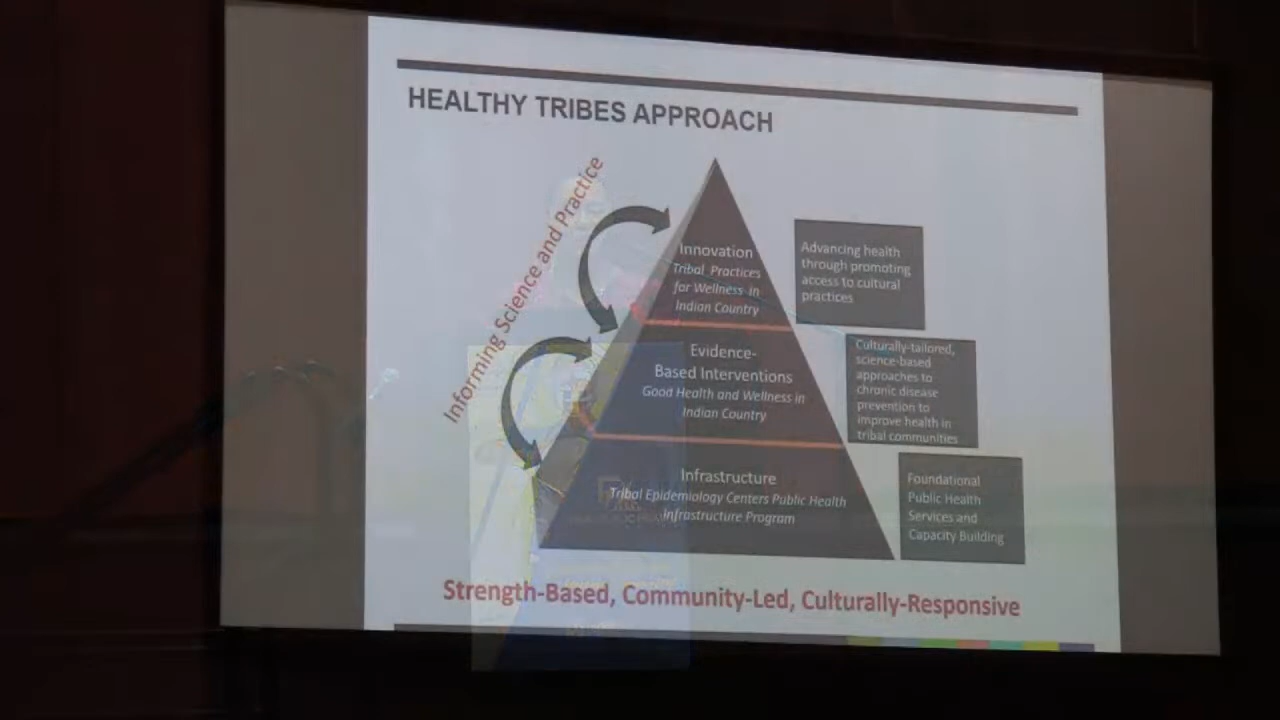 HEALTHY TRIBES APPROACH
Informing Science and Practice
Innovation
Tribal Practices
for Wellness in
Indian Country
Advancing health
through promoting
access to cultural
practices
Evidence-
Based Interventions
Good Health and Wellness in
Indian Country
Culturally-tailored,
science-based
approaches to
chronic disease
prevention to
improve health in
tribal communities
Infrastructure
Tribal Epidemiology Centers Public Health
Infrastructure Program
Foundational
Public Health
Services and
Capacity Building
Strength-Based, Community-Led, Culturally-Responsive